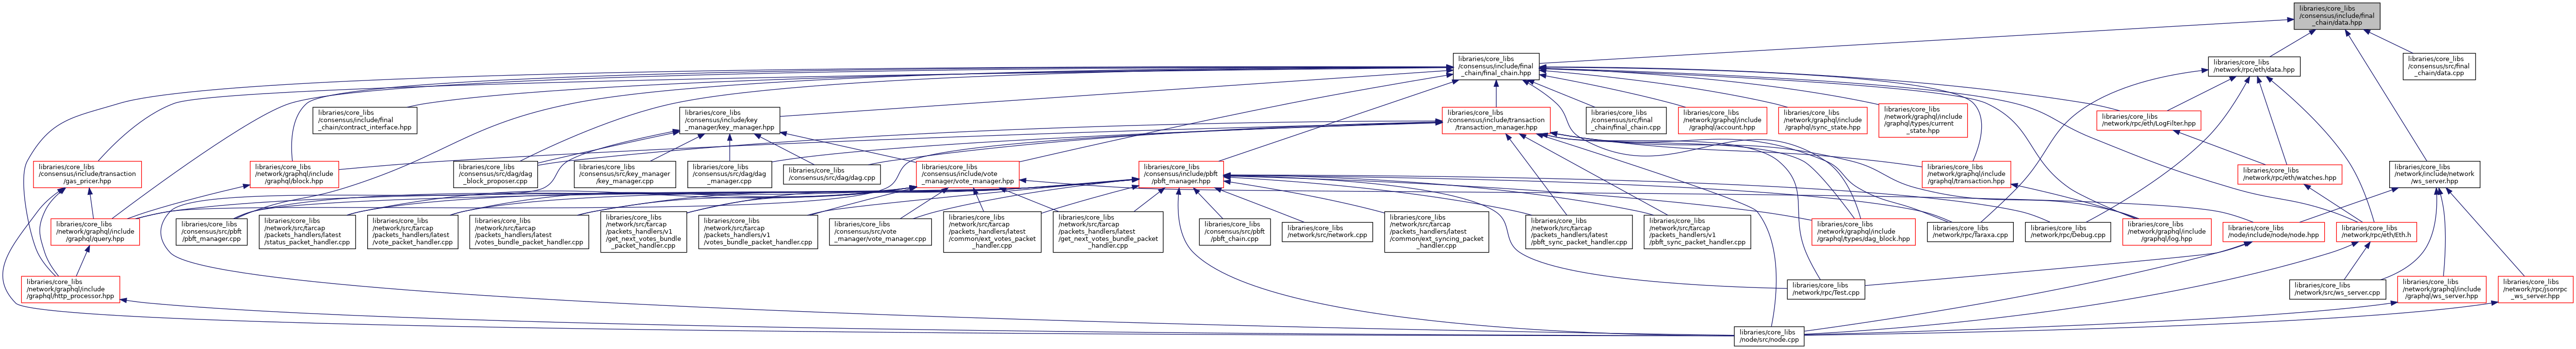 libraries/core_libs
/consensus/include/final
_chain/data.hpp
libraries/core_libs
/consensus/include/final
_chain/final_chain.hpp
libraries/core_libs
/network/rpc/eth/data.hpp
libraries/core_libs
/consensus/src/final
_chain/data.cpp
libraries/core_libs
/consensus/include/final
_chain/contract_interface.hpp
libraries/core_libs
/consensus/include/key
_manager/key_manager.hpp
libraries/core_libs
/consensus/include/transaction
/transaction_manager.hpp
libraries/core_libs
/consensus/src/final
_chain/final_chain.cpp
libraries/core_libs
/network/graphql/include
/graphql/account.hpp
libraries/core_libs
/network/graphql/include
/graphql/sync_state.hpp
libraries/core_libs
/network/graphql/include
/graphql/types/current
_state.hpp
libraries/core_libs
/network/rpc/eth/LogFilter.hpp
libraries/core_libs
/consensus/include/transaction
/gas_pricer.hpp
libraries/core_libs
/network/graphql/include
/graphql/block.hpp
libraries/core_libs
/consensus/src/dag/dag
_block_proposer.cpp
libraries/core_libs
/consensus/src/key_manager
/key_manager.cpp
libraries/core_libs
/consensus/src/dag/dag
_manager.cpp
libraries/core_libs
/consensus/src/dag/dag.cpp
libraries/core_libs
/consensus/include/vote
_manager/vote_manager.hpp
libraries/core_libs
/consensus/include/pbft
/pbft_manager.hpp
libraries/core_libs
/network/graphql/include
/graphql/transaction.hpp
libraries/core_libs
/network/rpc/eth/watches.hpp
libraries/core_libs
/network/include/network
/ws_server.hpp
libraries/core_libs
/network/graphql/include
/graphql/query.hpp
libraries/core_libs
/consensus/src/pbft
/pbft_manager.cpp
libraries/core_libs
/network/src/tarcap
/packets_handlers/latest
/status_packet_handler.cpp
libraries/core_libs
/network/src/tarcap
/packets_handlers/latest
/vote_packet_handler.cpp
libraries/core_libs
/network/src/tarcap
/packets_handlers/latest
/votes_bundle_packet_handler.cpp
libraries/core_libs
/network/src/tarcap
/packets_handlers/v1
/get_next_votes_bundle
_packet_handler.cpp
libraries/core_libs
/network/src/tarcap
/packets_handlers/v1
/votes_bundle_packet_handler.cpp
libraries/core_libs
/consensus/src/vote
_manager/vote_manager.cpp
libraries/core_libs
/network/src/tarcap
/packets_handlers/latest
/common/ext_votes_packet
_handler.cpp
libraries/core_libs
/network/src/tarcap
/packets_handlers/latest
/get_next_votes_bundle_packet
_handler.cpp
libraries/core_libs
/consensus/src/pbft
/pbft_chain.cpp
libraries/core_libs
/network/src/network.cpp
libraries/core_libs
/network/src/tarcap
/packets_handlers/latest
/common/ext_syncing_packet
_handler.cpp
libraries/core_libs
/network/src/tarcap
/packets_handlers/latest
/pbft_sync_packet_handler.cpp
libraries/core_libs
/network/src/tarcap
/packets_handlers/v1
/pbft_sync_packet_handler.cpp
libraries/core_libs
/network/graphql/include
/graphql/types/dag_block.hpp
libraries/core_libs
/network/rpc/Taraxa.cpp
libraries/core_libs
/network/rpc/Debug.cpp
libraries/core_libs
/network/graphql/include
/graphql/log.hpp
libraries/core_libs
/node/include/node/node.hpp
libraries/core_libs
/network/rpc/eth/Eth.h
libraries/core_libs
/network/graphql/include
/graphql/http_processor.hpp
libraries/core_libs
/network/rpc/Test.cpp
libraries/core_libs
/network/src/ws_server.cpp
libraries/core_libs
/network/graphql/include
/graphql/ws_server.hpp
libraries/core_libs
/network/rpc/jsonrpc
_ws_server.hpp
libraries/core_libs
/node/src/node.cpp